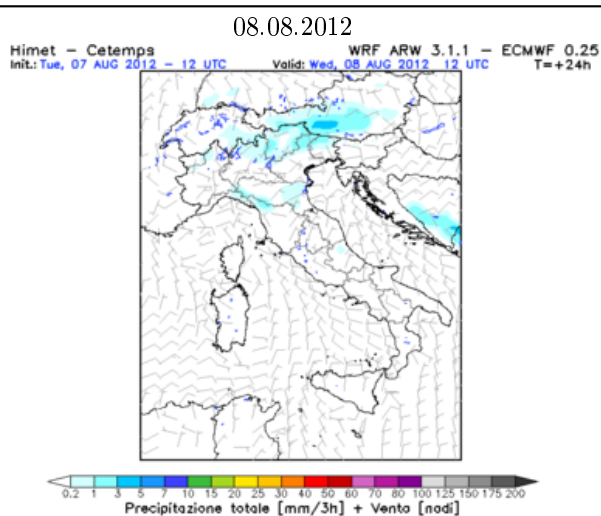 08.08.2012
Himet – Cetemps WRF ARW 3.1.1 – ECMWF 0.25
Init.: Tue, 07 AUG 2012 – 12 UTC Valid: Wed, 08 AUG 2012 12 UTC T=+24h
0.2 1 3 5 7 10 15 20 25 30 40 50 60 70 80 100 125 150 175 200
Precipitazione totale [mm/3h] + Vento [nodi]